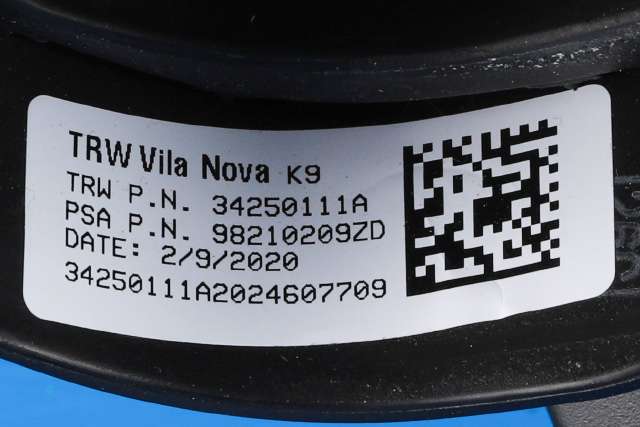 TRW Vila Nova K9
TRW P.N. 34250111A
PSA P.N. 98210209ZD
DATE: 2/9/2020
34250111A2024607709